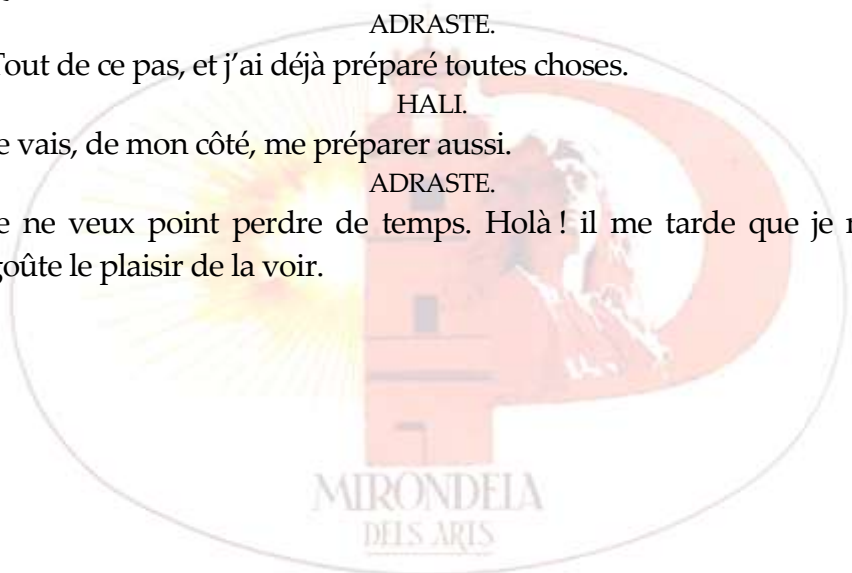 ADRASTE.
Tout de ce pas, et j’ai déjà préparé toutes choses.
HALI.
e vais, de mon côté, me préparer aussi.
ADRASTE.
e ne veux point perdre de temps. Holà ! il me tarde que je
goûte le plaisir de la voir.
MIRONDELA
DELS ARTS